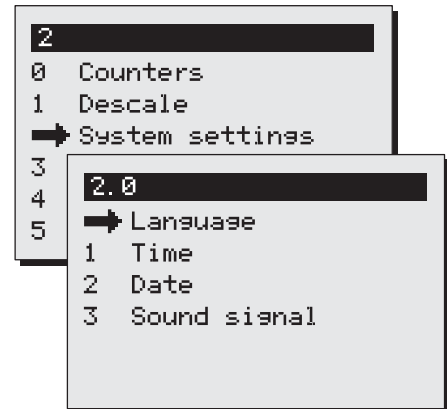 2
0 Counters
1 Descale
System settings
3
4
5
2.0
Language
1 Time
2 Date
3 Sound signal